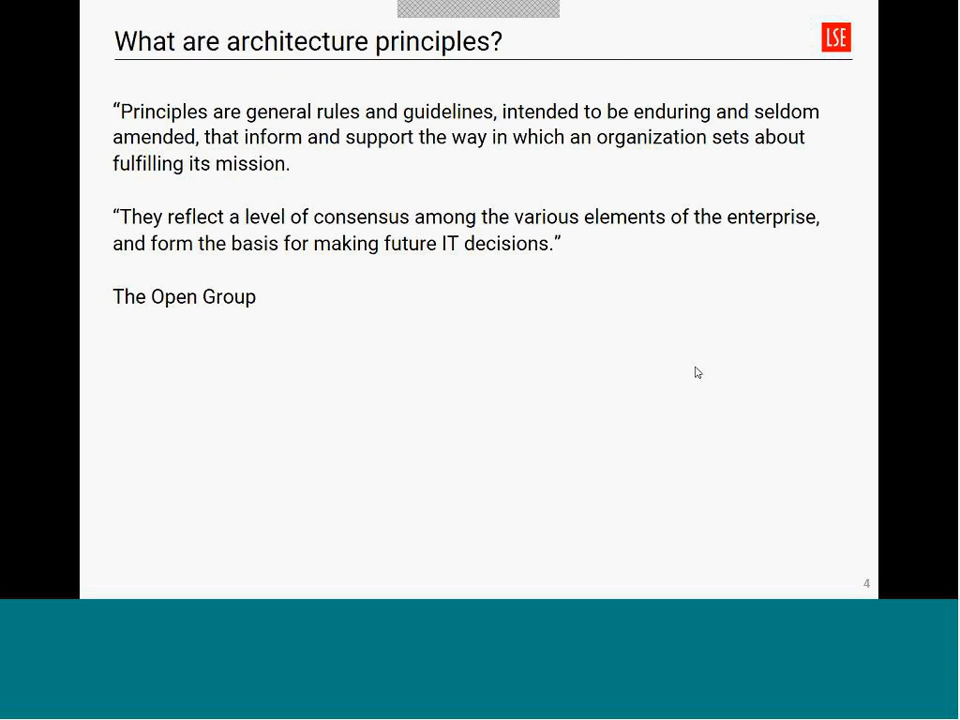 What are architecture principles?
LSE
“Principles are general rules and guidelines, intended to be enduring and seldom
amended, that inform and support the way in which an organization sets about
fulfilling its mission.
“They reflect a level of consensus among the various elements of the enterprise,
and form the basis for making future IT decisions.”
The Open Group
4